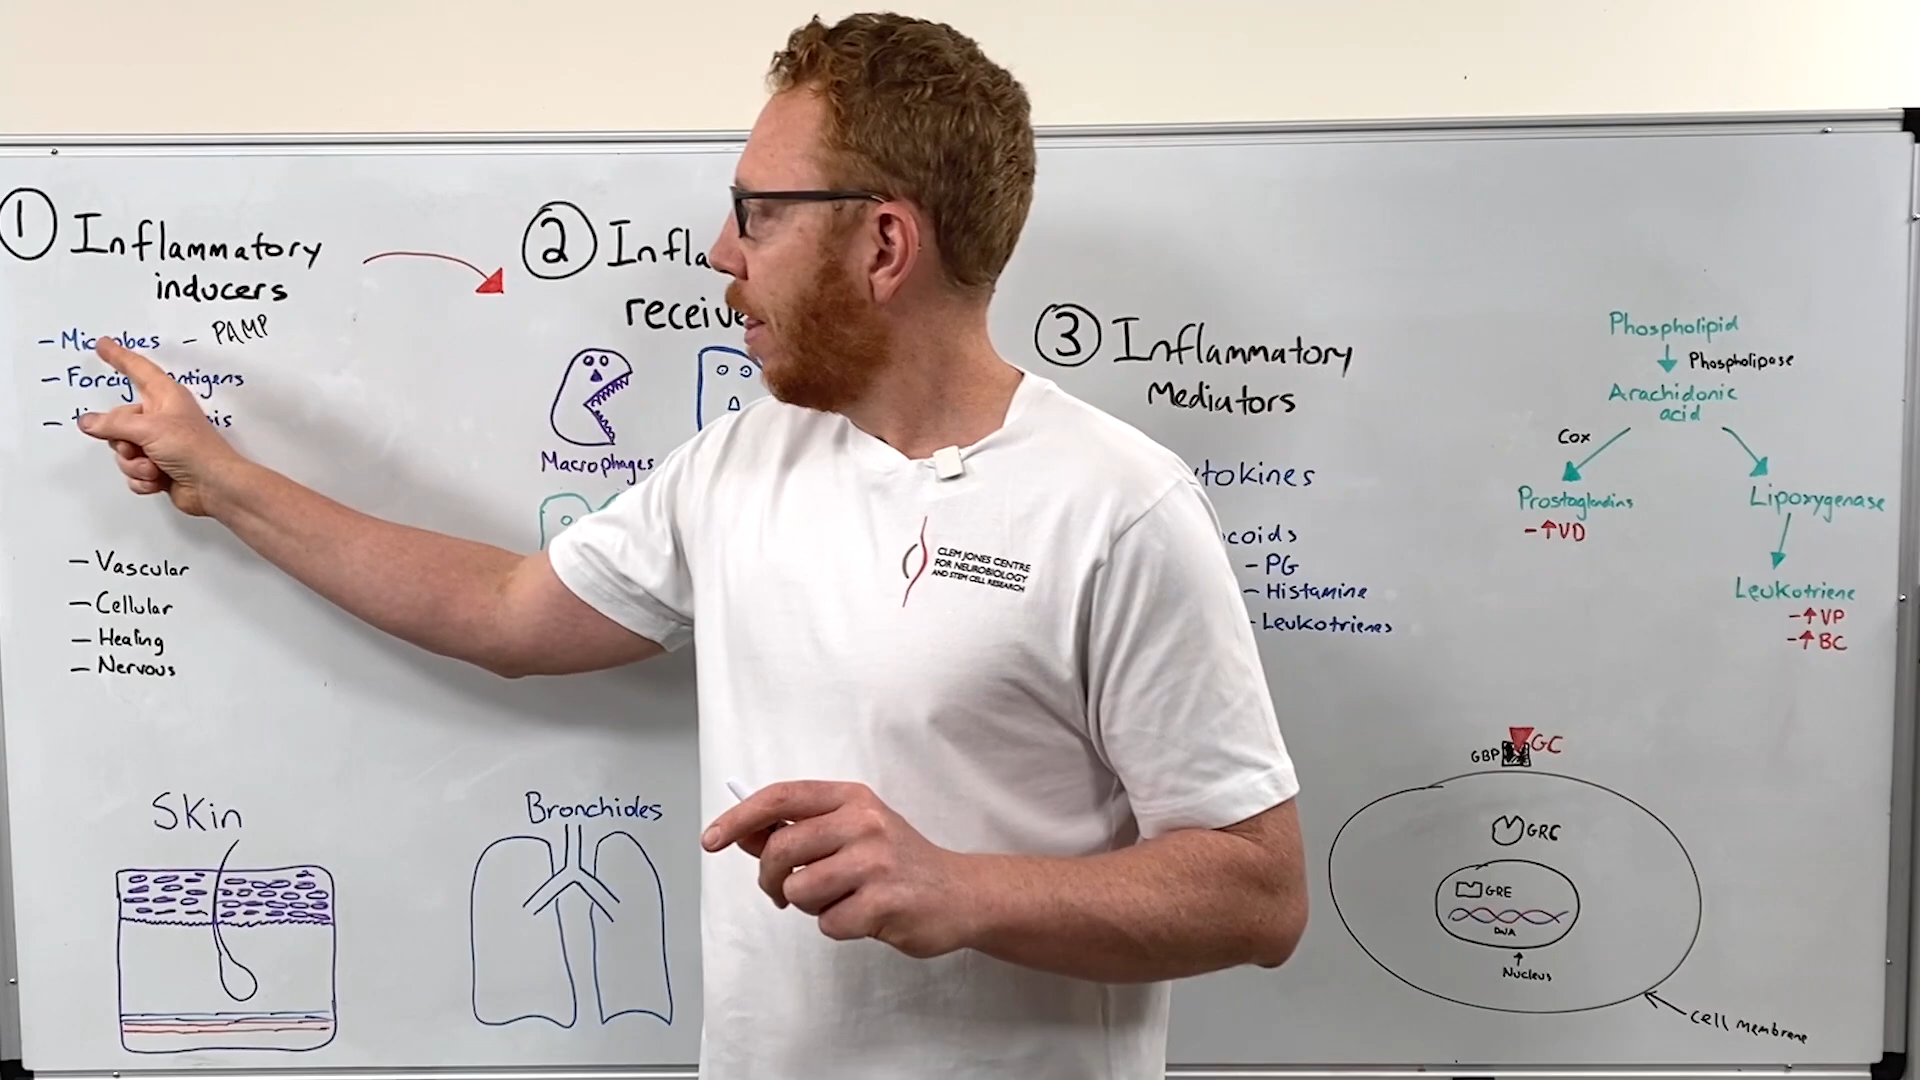 1 Inflammatory
inducers
- Microbes - PAMP
- Foreign antigens
- Vascular
- Cellular
- Healing
- Nervous
Skin
2 Infla
receive
Macrophages
Bronchioles
CLEM JONES CENTRE
FOR NEUROBIOLOGY
AND STEM CELL RESEARCH
3 Inflammatory
Mediators
tokines
coids
- PG
- Histamine
- Leukotrienes
Phospholipid
Phospholipase
Arachidonic
acid
Cox
Prostaglandins
- ↑VD
Lipoxygenase
Leukotriene
- ↑VP
- ↑BC
GBP GC
GRC
GRE
DNA
Nucleus
cell membrane